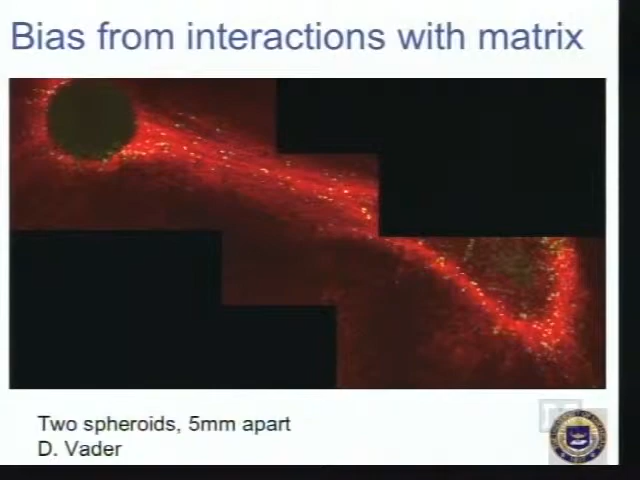 Bias from interactions with matrix
Two spheroids, 5mm apart
D. Vader